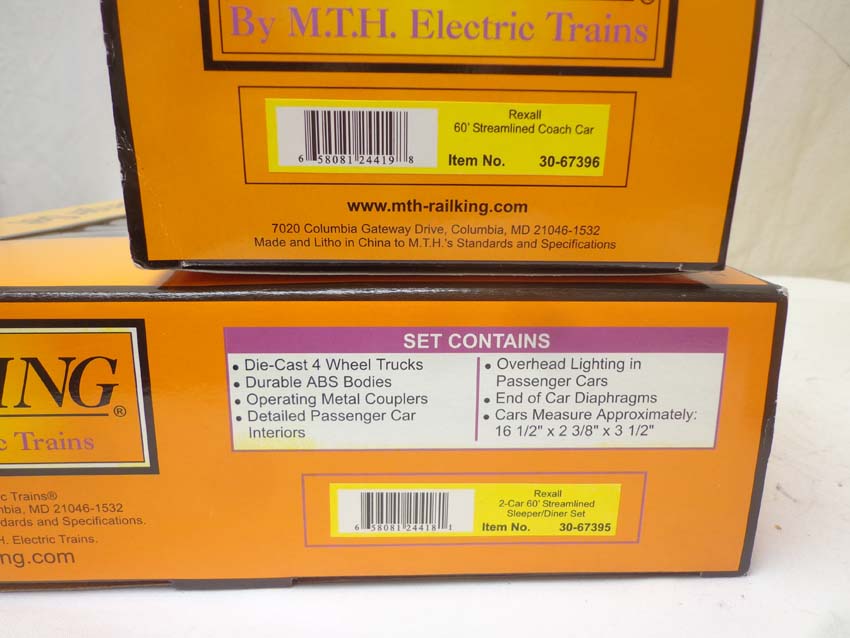 By M.T.H. Electric Trains
Rexall
60' Streamlined Coach Car
6 58081 24419 8
Item No. 30-67396
www.mth-railking.com
7020 Columbia Gateway Drive, Columbia, MD 21046-1532
Made and Litho in China to M.T.H.'s Standards and Specifications
ING®
c Trains
SET CONTAINS
• Die-Cast 4 Wheel Trucks
• Durable ABS Bodies
• Operating Metal Couplers
• Detailed Passenger Car
Interiors
• Overhead Lighting in
Passenger Cars
• End of Car Diaphragms
• Cars Measure Approximately:
16 1/2" x 2 3/8" x 3 1/2"
c Trains®
mbia, MD 21046-1532
dards and Specifications.
.H. Electric Trains.
ng.com
Rexall
2-Car 60' Streamlined
Sleeper/Diner Set
6 58081 24418 1
Item No. 30-67395